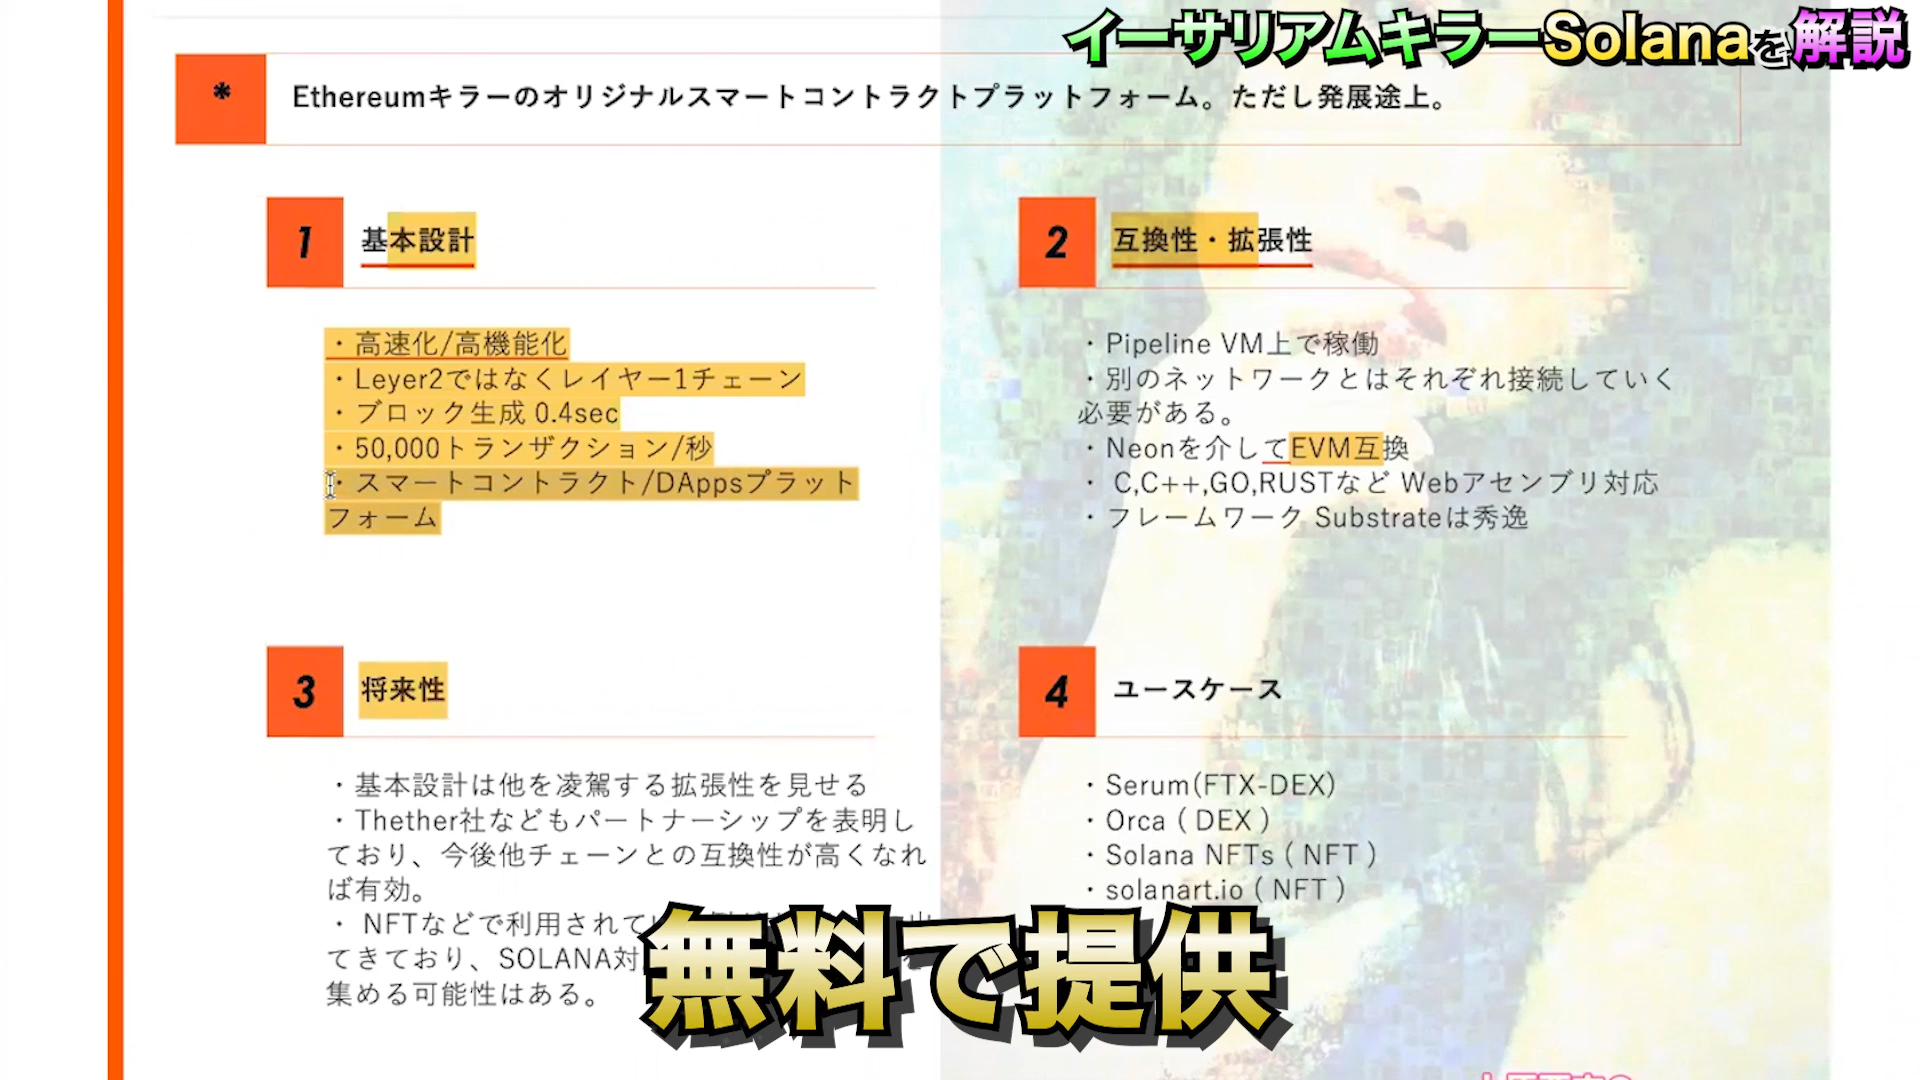 イーサリアムキラーSolanaを解説
*
Ethereumキラーのオリジナルスマートコントラクトプラットフォーム。ただし発展途上。
1
基本設計
・高速化/高機能化
・Leyer2ではなくレイヤー1チェーン
・ブロック生成 0.4sec
・50,000トランザクション/秒
・スマートコントラクト/DAppsプラット
フォーム
2
互換性・拡張性
・Pipeline VM上で稼働
・別のネットワークとはそれぞれ接続していく
必要がある。
・Neonを介してEVM互換
・ C,C++,GO,RUSTなど Webアセンブリ対応
・フレームワーク Substrateは秀逸
3
将来性
・基本設計は他を凌駕する拡張性を見せる
・Thether社などもパートナーシップを表明し
ており、今後他チェーンとの互換性が高くなれ
ば有効。
・ NFTなどで利用されて
てきており、SOLANA対
集める可能性はある。
4
ユースケース
・Serum(FTX-DEX)
・Orca ( DEX )
・Solana NFTs ( NFT )
・solanart.io ( NFT )
無料で提供